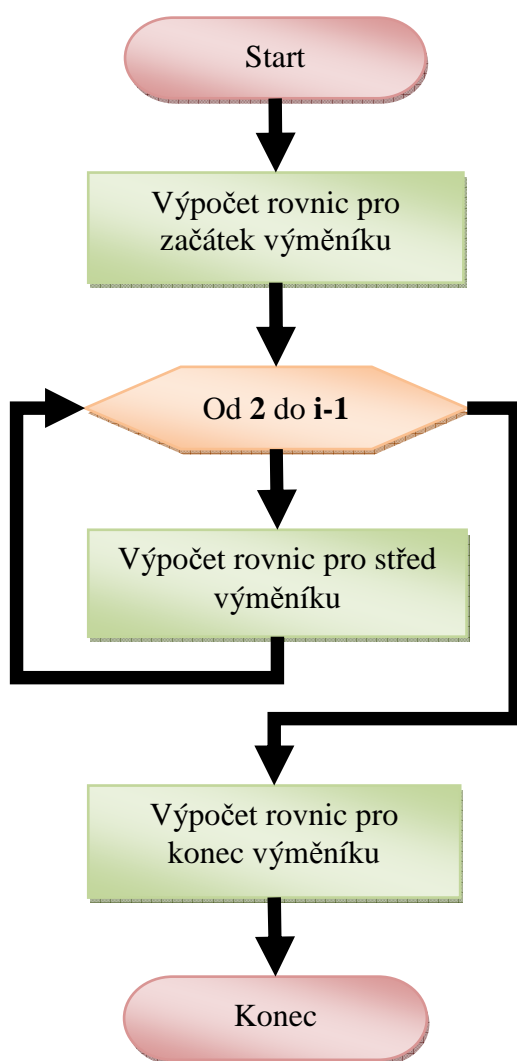 Start
Výpočet rovnic pro
začátek výměníku
Od 2 do i-1
Výpočet rovnic pro střed
výměníku
Výpočet rovnic pro
konec výměníku
Konec